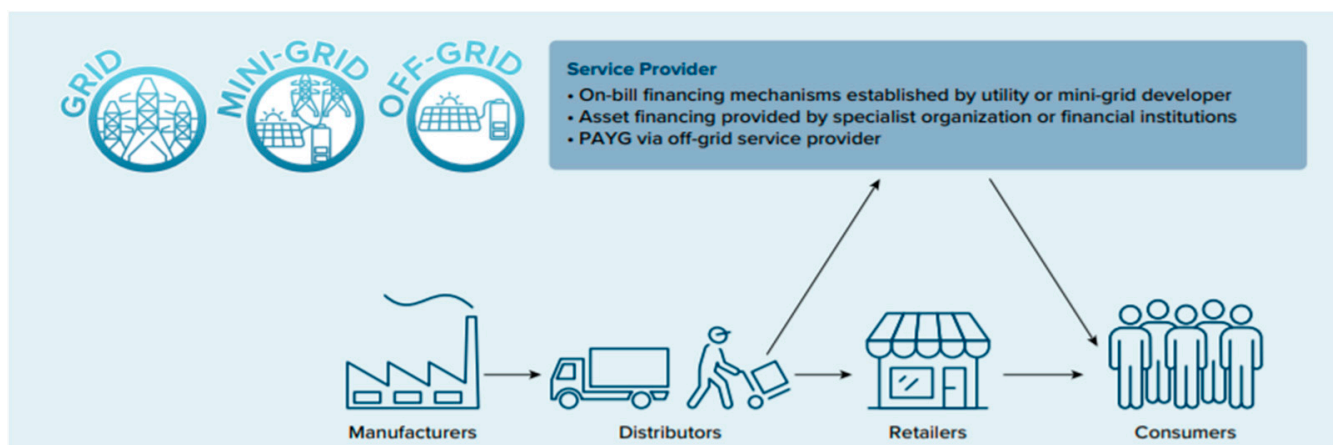 GRID
MINI-GRID
OFF-GRID
Service Provider
• On-bill financing mechanisms established by utility or mini-grid developer
• Asset financing provided by specialist organization or financial institutions
• PAYG via off-grid service provider
Manufacturers
Distributors
Retailers
Consumers